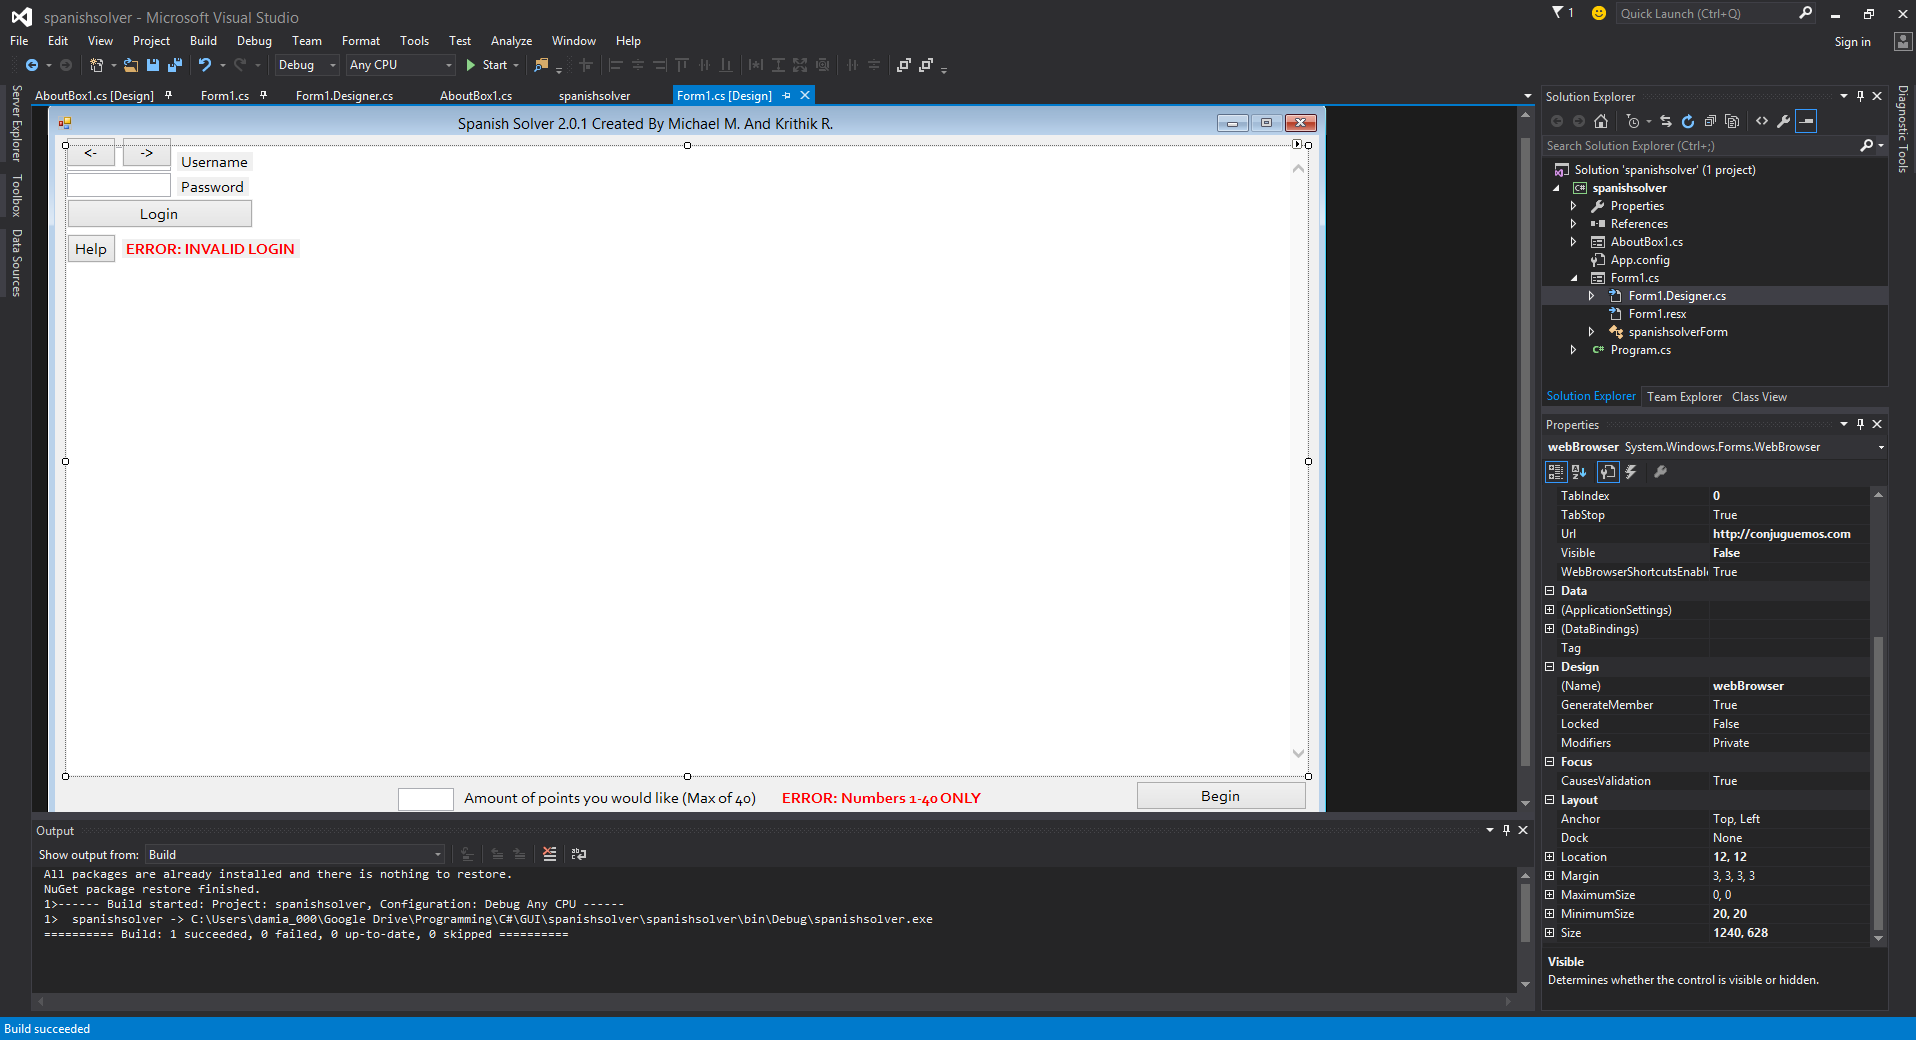 spanishsolver - Microsoft Visual Studio
1
Quick Launch (Ctrl+Q)
File Edit View Project Build Debug Team Format Tools Test Analyze Window Help
Sign in
Debug Any CPU Start
Server Explorer
Toolbox
Data Sources
AboutBox1.cs [Design] Form1.cs Form1.Designer.cs AboutBox1.cs spanishsolver Form1.cs [Design]
Spanish Solver 2.0.1 Created By Michael M. And Krithik R.
<- -> Username
Password
Login
Help ERROR: INVALID LOGIN
Amount of points you would like (Max of 40) ERROR: Numbers 1-40 ONLY Begin
Output
Show output from: Build
All packages are already installed and there is nothing to restore.
NuGet package restore finished.
1>------ Build started: Project: spanishsolver, Configuration: Debug Any CPU ------
1>  spanishsolver -> C:\Users\damia_000\Google Drive\Programming\C#\GUI\spanishsolver\spanishsolver\bin\Debug\spanishsolver.exe
========== Build: 1 succeeded, 0 failed, 0 up-to-date, 0 skipped ==========
Build succeeded
Solution Explorer
Search Solution Explorer (Ctrl+;)
Solution 'spanishsolver' (1 project)
C# spanishsolver
Properties
References
AboutBox1.cs
App.config
Form1.cs
Form1.Designer.cs
Form1.resx
spanishsolverForm
C# Program.cs
Solution Explorer Team Explorer Class View
Properties
webBrowser System.Windows.Forms.WebBrowser
TabIndex 0
TabStop True
Url http://conjuguemos.com
Visible False
WebBrowserShortcutsEnabl True
Data
(ApplicationSettings)
(DataBindings)
Tag
Design
(Name) webBrowser
GenerateMember True
Locked False
Modifiers Private
Focus
CausesValidation True
Layout
Anchor Top, Left
Dock None
Location 12, 12
Margin 3, 3, 3, 3
MaximumSize 0, 0
MinimumSize 20, 20
Size 1240, 628
Visible
Determines whether the control is visible or hidden.
Diagnostic Tools